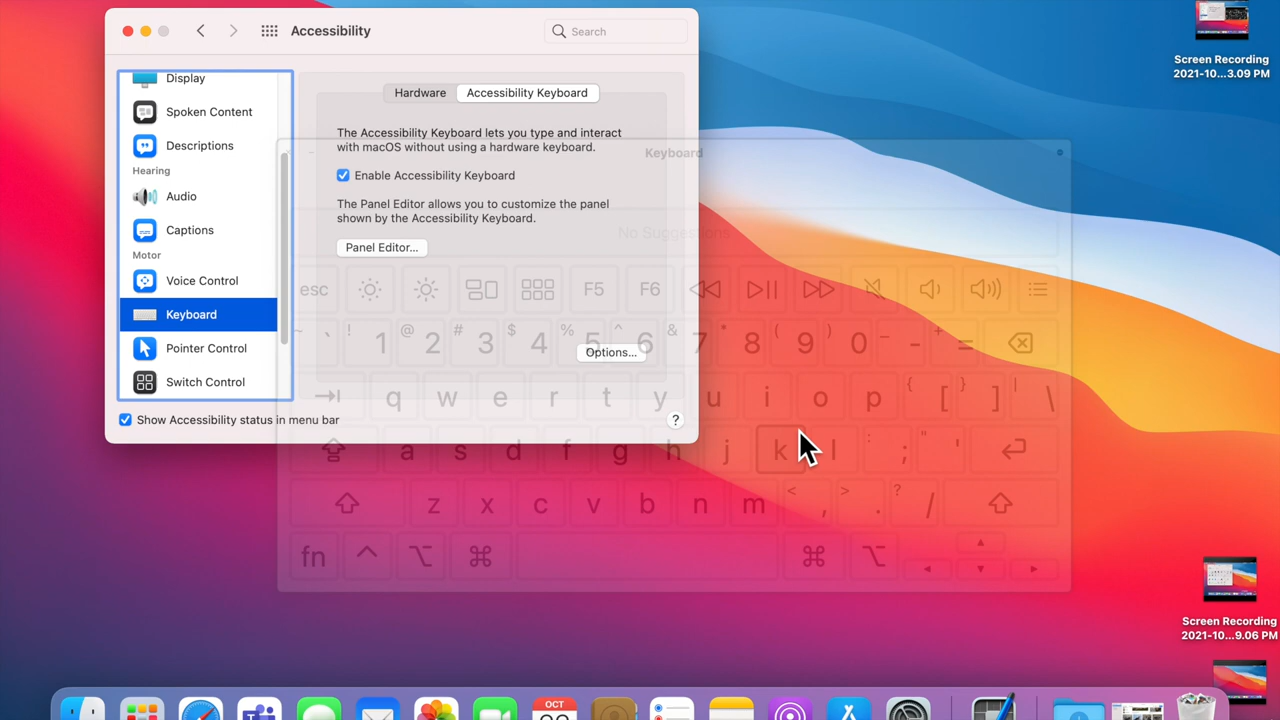 Accessibility
Search
Display
Spoken Content
Descriptions
Hearing
Audio
Captions
Motor
Voice Control
Keyboard
Pointer Control
Switch Control
Show Accessibility status in menu bar
?
Hardware
Accessibility Keyboard
The Accessibility Keyboard lets you type and interact
with macOS without using a hardware keyboard.
Enable Accessibility Keyboard
The Panel Editor allows you to customize the panel
shown by the Accessibility Keyboard.
Panel Editor...
Options...
Keyboard
No Suggestions
esc F5 F6
~ ` ! 1 @ 2 # 3 $ 4 % 5 ^ 6 & 7 * 8 ( 9 ) 0 _ - + =
q w e r t y u i o p { [ } ] | \
a s d f g h j k l : ; " '
z x c v b n m < , > . ? /
fn ^ ⌥ ⌘ ⌘ ⌥
Screen Recording
2021-10...3.09 PM
Screen Recording
2021-10...9.06 PM
OCT